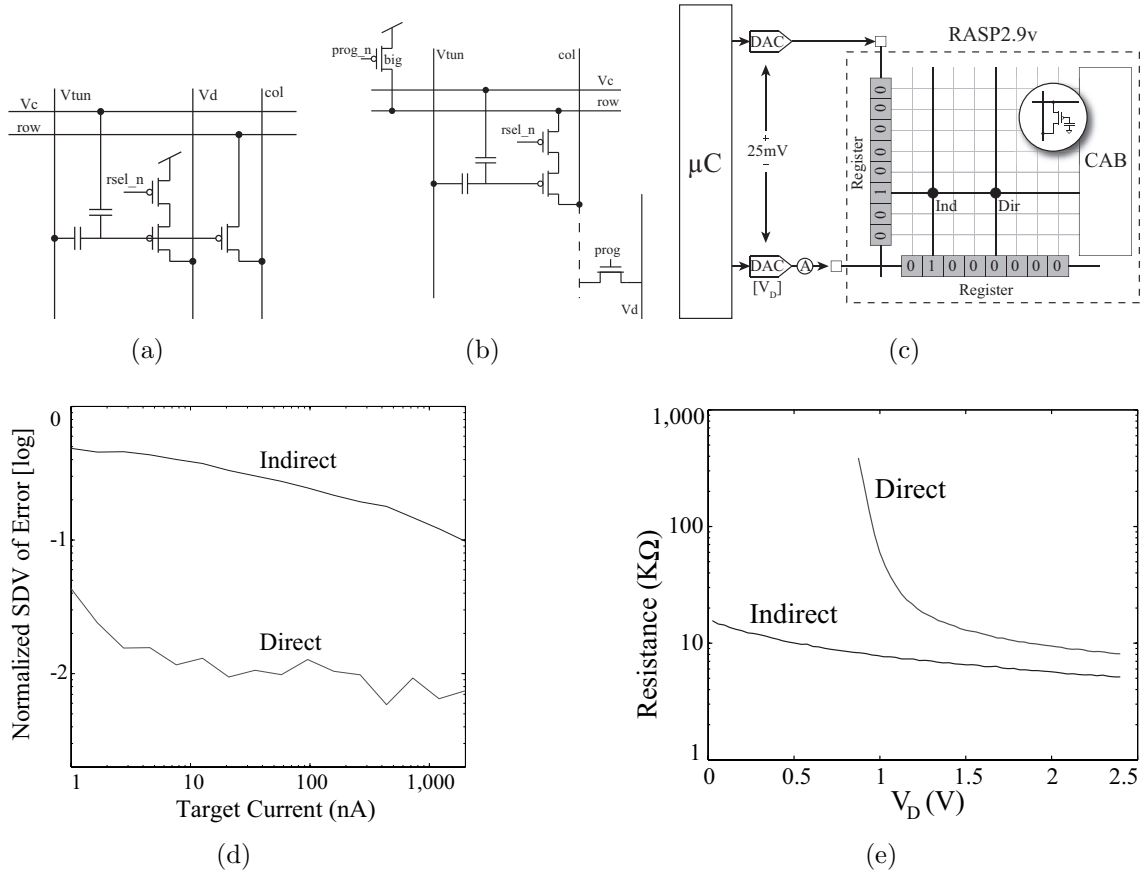 Vtun
Vd
col
Vc
row
rsel_n
(a)
prog_n
big
Vtun
col
Vc
row
rsel_n
prog
Vd
(b)
µC
DAC
RASP2.9v
+
25mV
−
Register
0 0 1 0 0 0 0 0
Ind
Dir
CAB
DAC
A
[V_D]
0 1 0 0 0 0 0 0
Register
(c)
Normalized SDV of Error [log]
0
-1
-2
Indirect
Direct
1
10
100
1,000
Target Current (nA)
(d)
Resistance (KΩ)
1,000
100
10
1
Direct
Indirect
0
0.5
1
1.5
2
2.5
V_D (V)
(e)